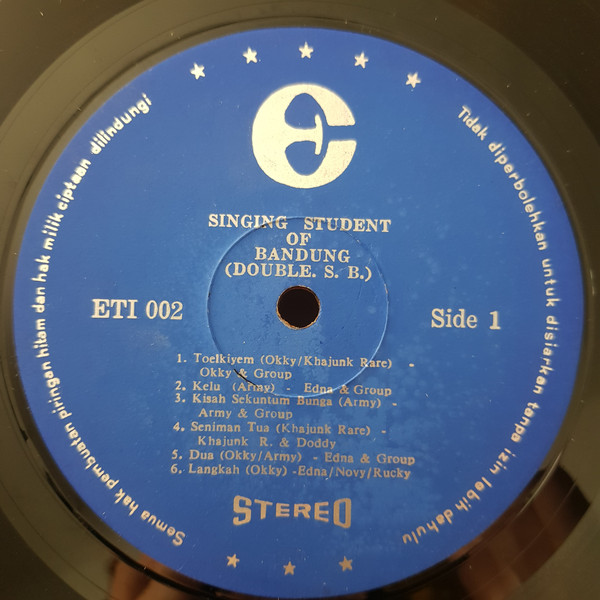 SINGING STUDENT
OF
BANDUNG
(DOUBLE. S. B.)
ETI 002
Side 1
1. Toelkiyem (Okky/Khajunk Rare) -
Okky & Group
2. Kelu (Army) - Edna & Group
3. Kisah Sekuntum Bunga (Army) -
Army & Group
4. Seniman Tua (Khajunk Rare) -
Khajunk R. & Doddy
5. Dua (Okky/Army) - Edna & Group
6. Langkah (Okky) -Edna/Novy/Rucky
STEREO
Semua hak pembuatan piringan hitam dan hak milik ciptaan dilindungi
Tidak diperbolehkan untuk disiarkan tanpa izin lebih dahulu